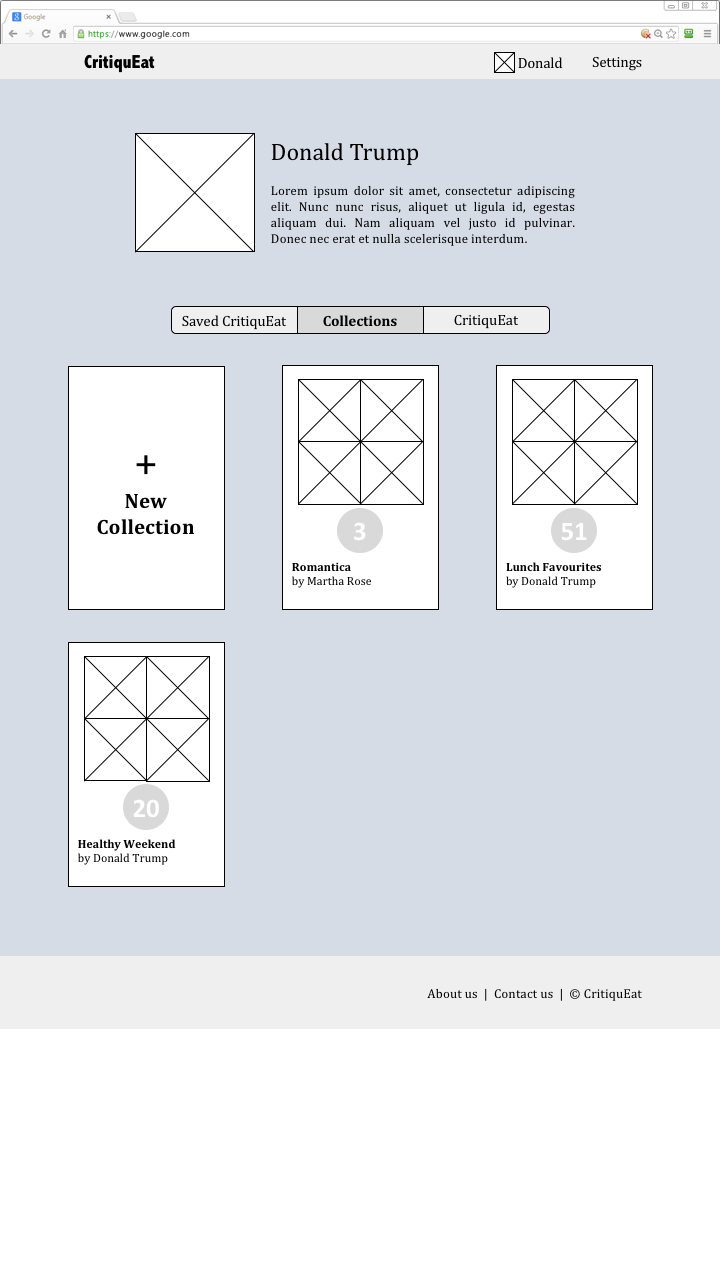 Google
https://www.google.com
CritiquEat
Donald
Settings
Donald Trump
Lorem ipsum dolor sit amet, consectetur adipiscing
elit. Nunc nunc risus, aliquet ut ligula id, egestas
aliquam dui. Nam aliquam vel justo id pulvinar.
Donec nec erat et nulla scelerisque interdum.
Saved CritiquEat
Collections
CritiquEat
+
New
Collection
3
Romantica
by Martha Rose
51
Lunch Favourites
by Donald Trump
20
Healthy Weekend
by Donald Trump
About us | Contact us | © CritiquEat